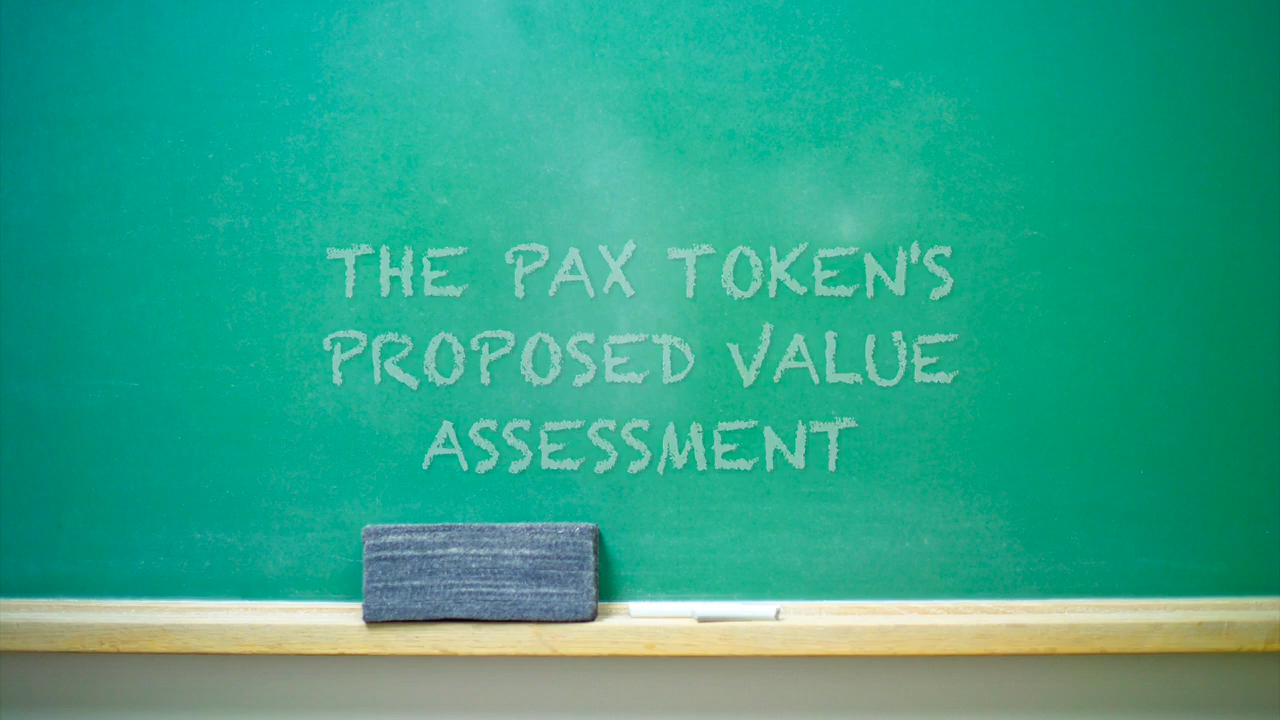 THE PAX TOKEN'S
PROPOSED VALUE
ASSESSMENT